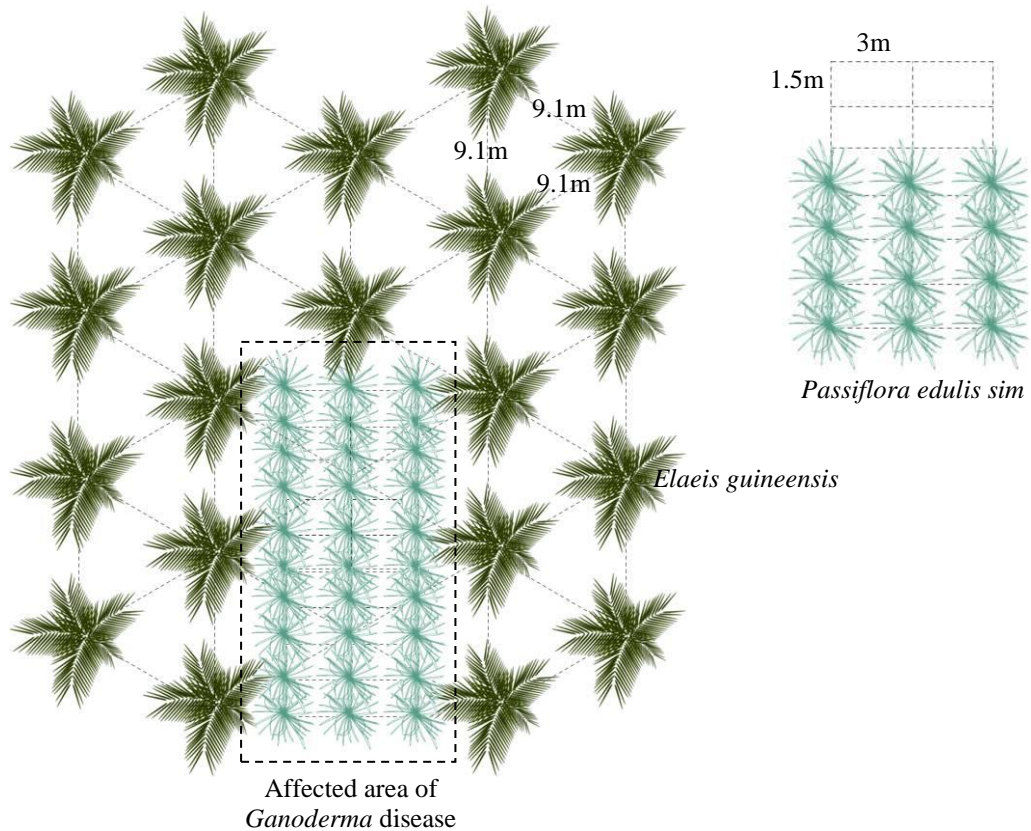 3m
1.5m
9.1m
9.1m
9.1m
Passiflora edulis sim
Elaeis guineensis
Affected area of
Ganoderma disease